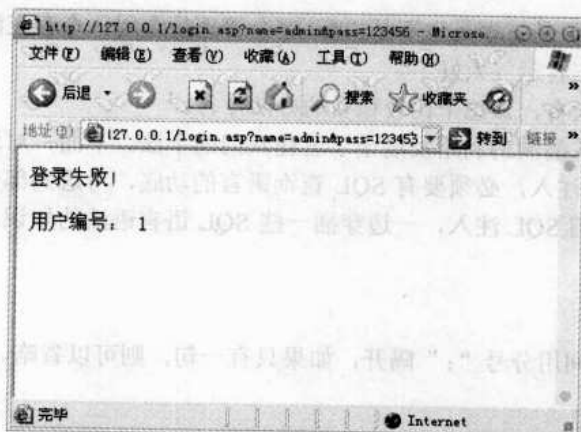 http://127.0.0.1/login.asp?name=admin&pass=123456 - Microso...
文件(F) 编辑(E) 查看(V) 收藏(A) 工具(T) 帮助(H)
后退 搜索 收藏夹 »
地址(D) 127.0.0.1/login.asp?name=admin&pass=123453 转到 链接 »
登录失败!
用户编号: 1
完毕 Internet